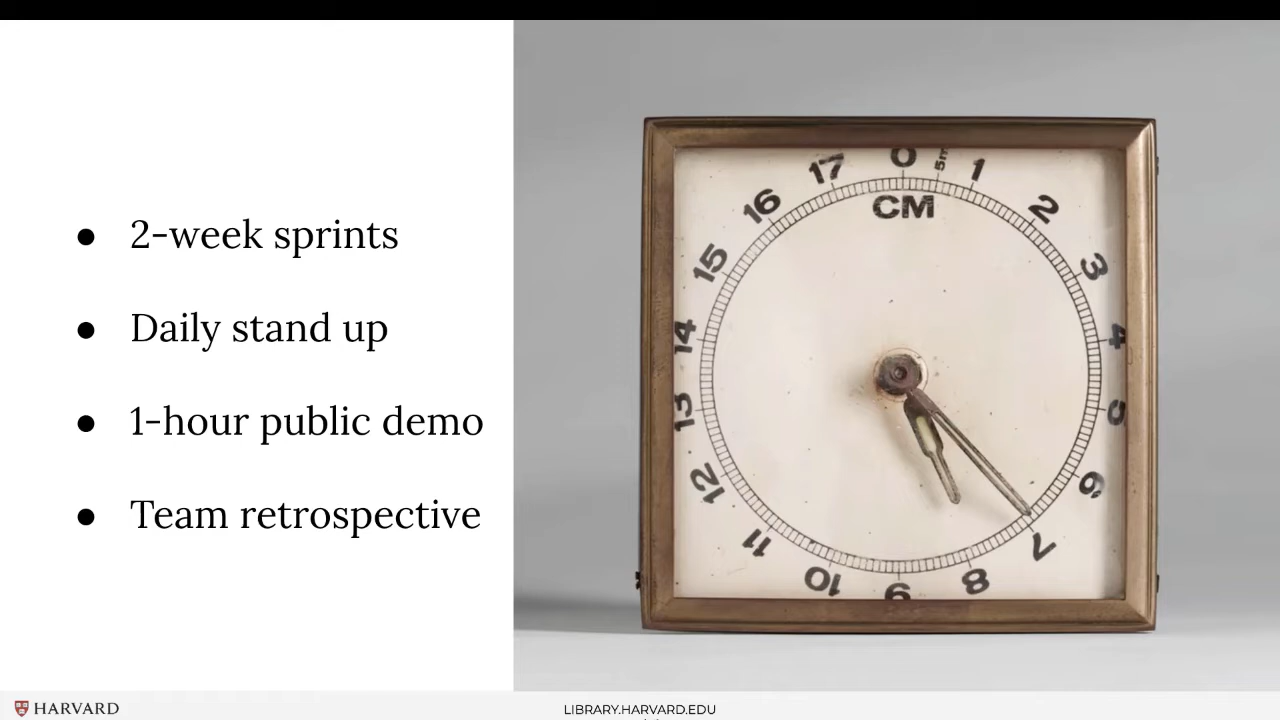 2-week sprints
Daily stand up
1-hour public demo
Team retrospective
0
1
2
3
4
5
6
7
8
9
10
11
12
13
14
15
16
17
CM
HARVARD
LIBRARY.HARVARD.EDU